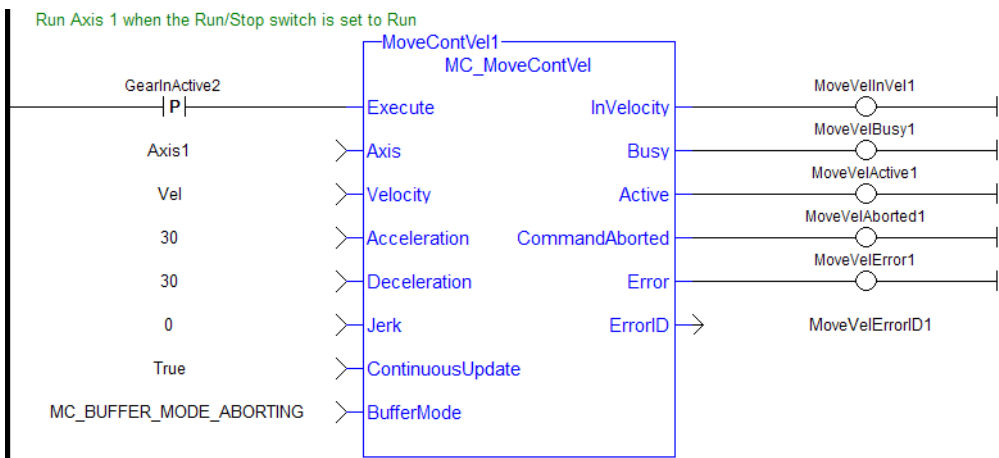 Run Axis 1 when the Run/Stop switch is set to Run
MoveContVel1
MC_MoveContVel
GearInActive2
P
Execute
InVelocity
MoveVelInVel1
Axis1
Axis
Busy
MoveVelBusy1
Vel
Velocity
Active
MoveVelActive1
30
Acceleration
CommandAborted
MoveVelAborted1
30
Deceleration
Error
MoveVelError1
0
Jerk
ErrorID
MoveVelErrorID1
True
ContinuousUpdate
MC_BUFFER_MODE_ABORTING
BufferMode